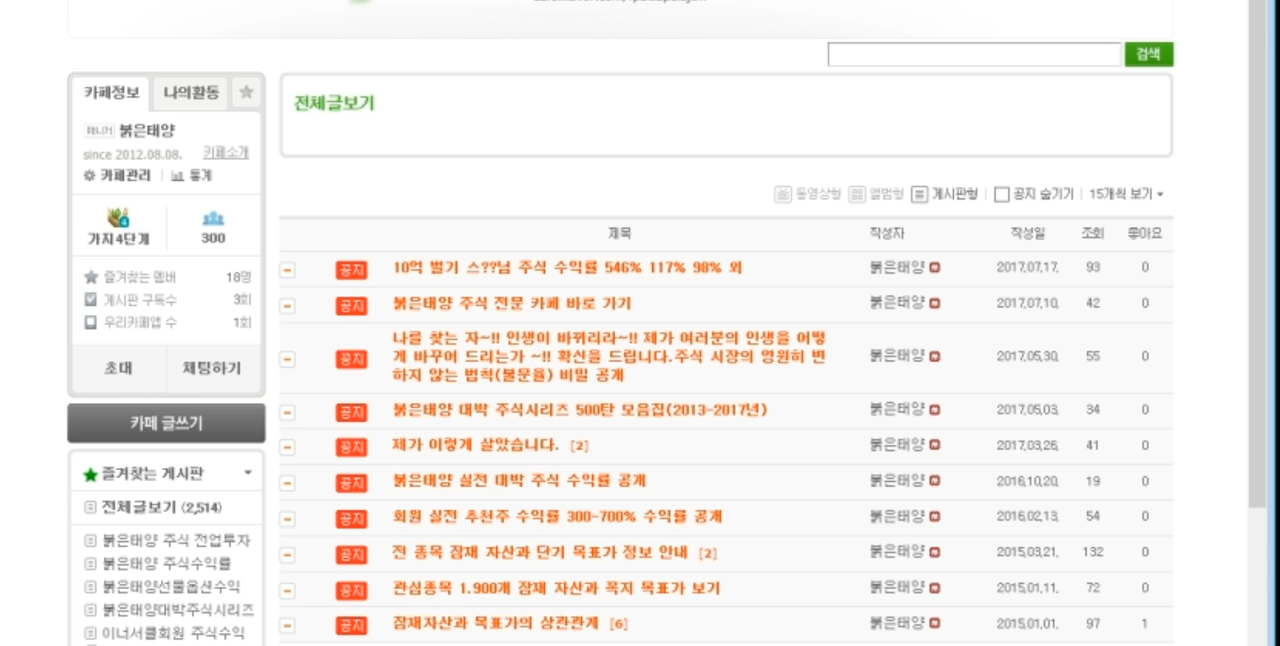 검색
카페정보 나의활동
전체글보기
매니저 붉은태양
since 2012.08.08. 카페소개
카페관리 통계
동영상형 앨범형 게시판형 공지 숨기기 15개씩 보기
가지4단계 300
제목 작성자 작성일 조회 좋아요
공지 10억 벌기 스??님 주식 수익률 546% 117% 98% 외 붉은태양 2017.07.17. 93 0
즐겨찾는 멤버 18명
게시판 구독수 3회
우리카페앱 수 1회
공지 붉은태양 주식 전문 카페 바로 가기 붉은태양 2017.07.10. 42 0
초대 채팅하기
나를 찾는 자~!! 인생이 바뀌리라~!! 제가 여러분의 인생을 어떻
공지 게 바꾸어 드리는가 ~!! 확신을 드립니다.주식 시장의 영원히 변 붉은태양 2017.05.30. 55 0
하지 않는 법칙(불문율) 비밀 공개
카페 글쓰기
공지 붉은태양 대박 주식시리즈 500탄 모음집(2013-2017년) 붉은태양 2017.05.03. 34 0
공지 제가 이렇게 살았습니다. [2] 붉은태양 2017.03.26. 41 0
즐겨찾는 게시판
공지 붉은태양 실전 대박 주식 수익률 공개 붉은태양 2016.10.20. 19 0
전체글보기 (2,514)
공지 회원 실전 추천주 수익률 300-700% 수익률 공개 붉은태양 2016.02.13. 54 0
붉은태양 주식 전업투자
공지 전 종목 잠재 자산과 단기 목표가 정보 안내 [2] 붉은태양 2015.03.21. 132 0
붉은태양 주식수익률
붉은태양선물옵션수익
공지 관심종목 1.900개 잠재 자산과 꼭지 목표가 보기 붉은태양 2015.01.11. 72 0
붉은태양대박주식시리즈
공지 잠재자산과 목표가의 상관관계 [6] 붉은태양 2015.01.01. 97 1
이너서클회원 주식수익